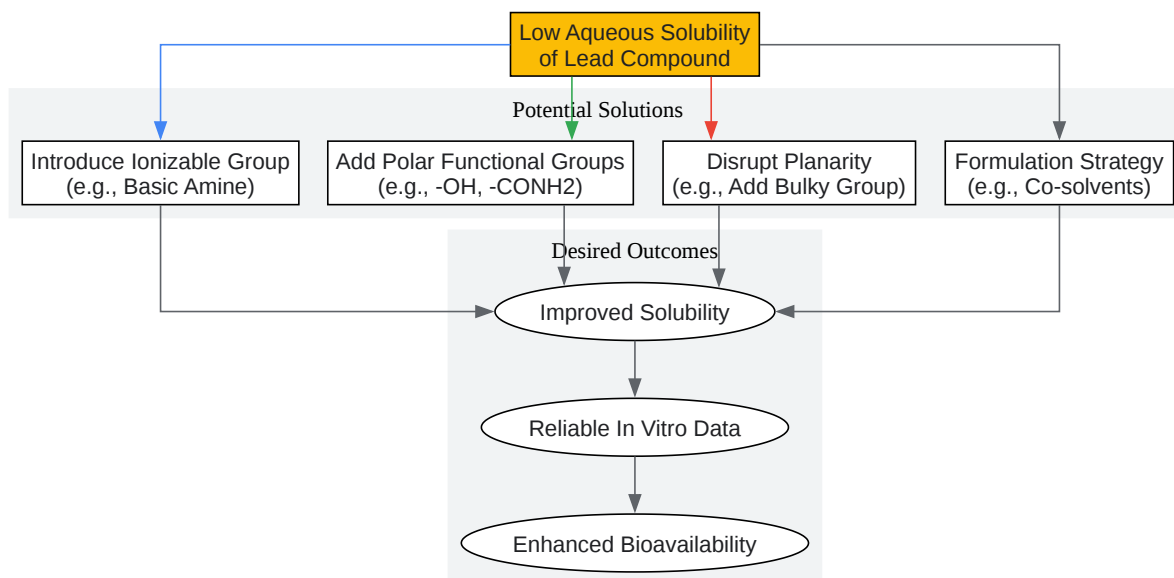 Low Aqueous Solubility
of Lead Compound
Potential Solutions
Introduce Ionizable Group
(e.g., Basic Amine)
Add Polar Functional Groups
(e.g., -OH, -CONH2)
Disrupt Planarity
(e.g., Add Bulky Group)
Formulation Strategy
(e.g., Co-solvents)
Desired Outcomes
Improved Solubility
Reliable In Vitro Data
Enhanced Bioavailability